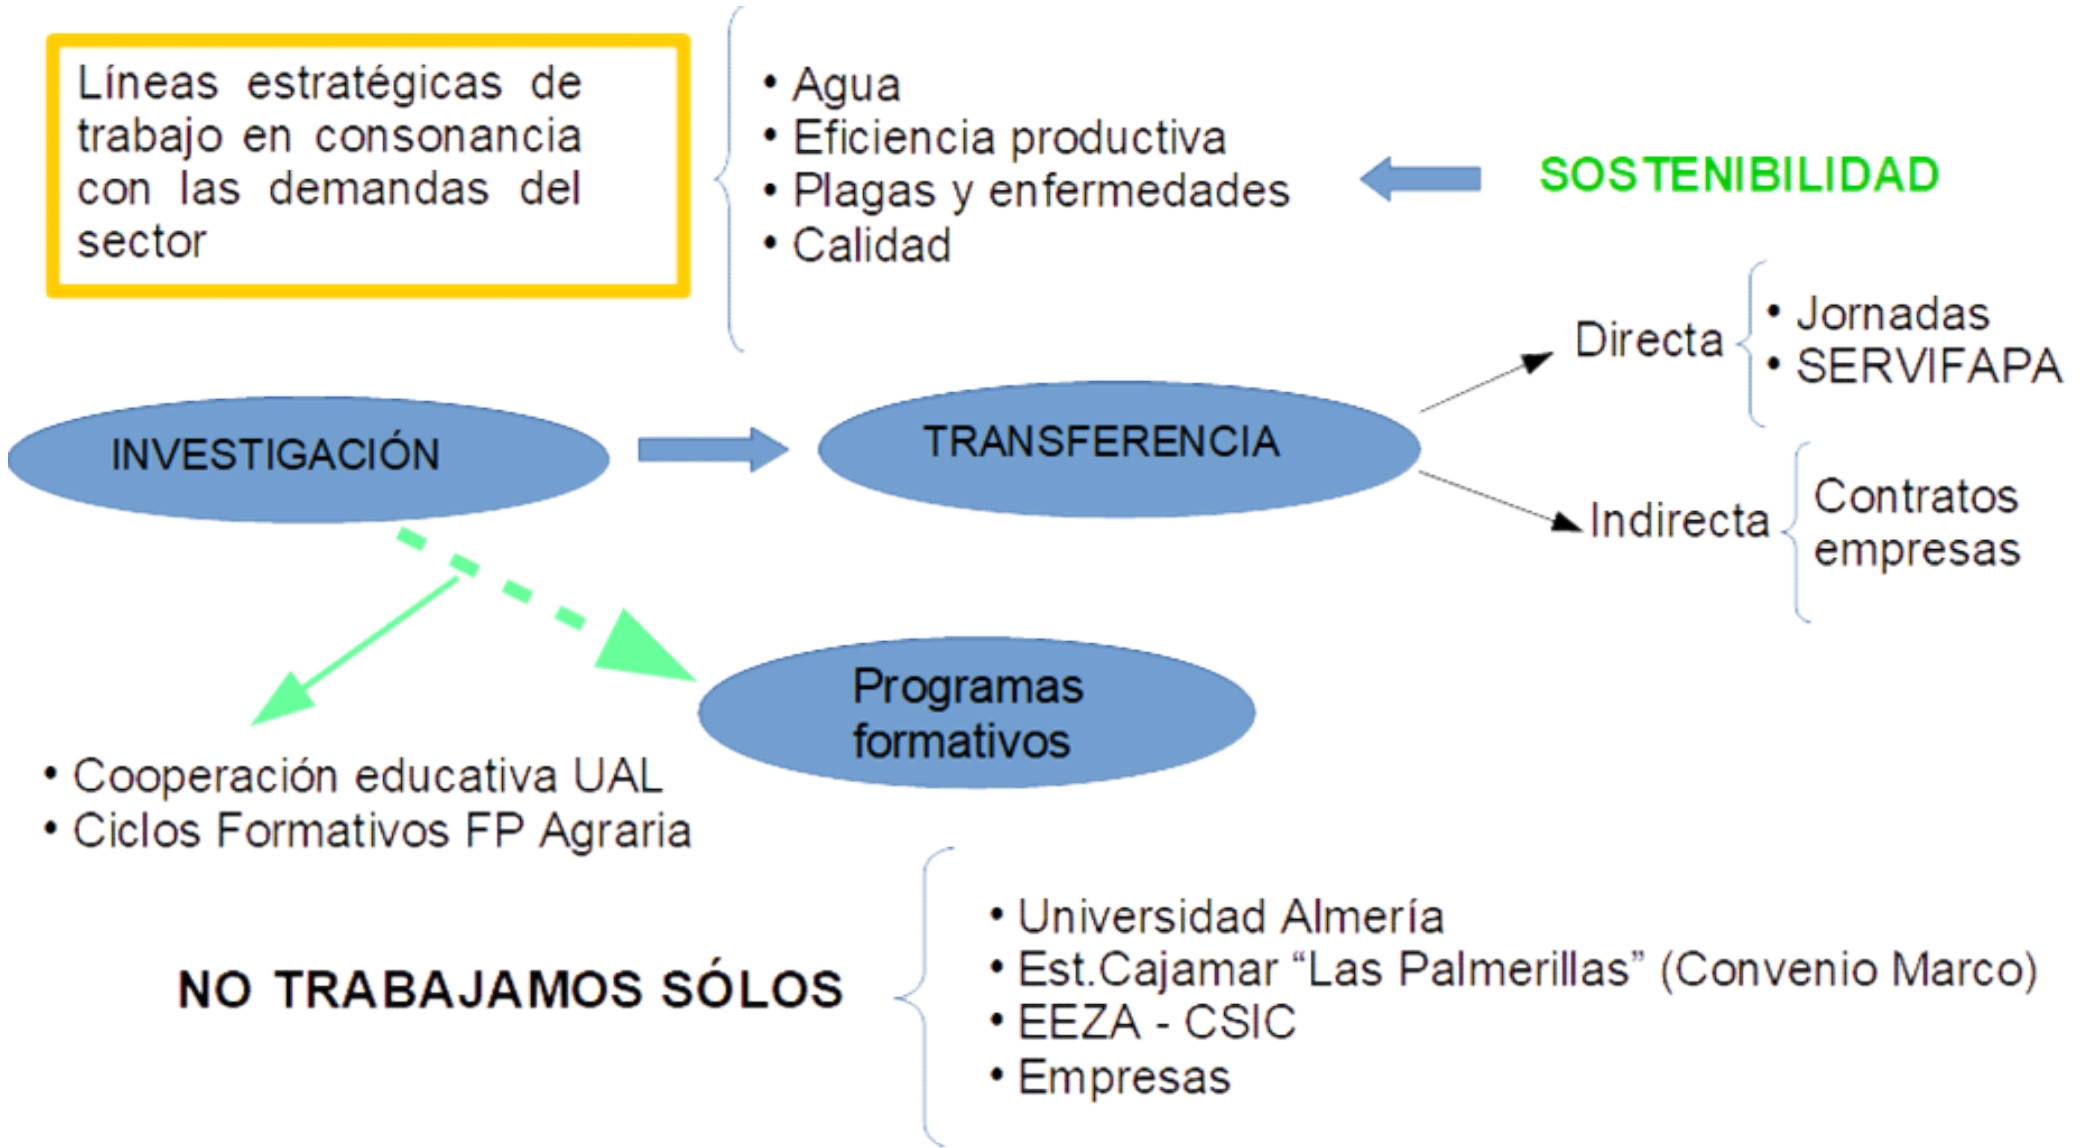 Líneas estratégicas de
trabajo en consonancia
con las demandas del
sector
• Agua
• Eficiencia productiva
• Plagas y enfermedades
• Calidad
SOSTENIBILIDAD
Directa
• Jornadas
• SERVIFAPA
INVESTIGACIÓN
TRANSFERENCIA
Indirecta
Contratos
empresas
Programas
formativos
• Cooperación educativa UAL
• Ciclos Formativos FP Agraria
NO TRABAJAMOS SÓLOS
• Universidad Almería
• Est.Cajamar “Las Palmerillas” (Convenio Marco)
• EEZA - CSIC
• Empresas